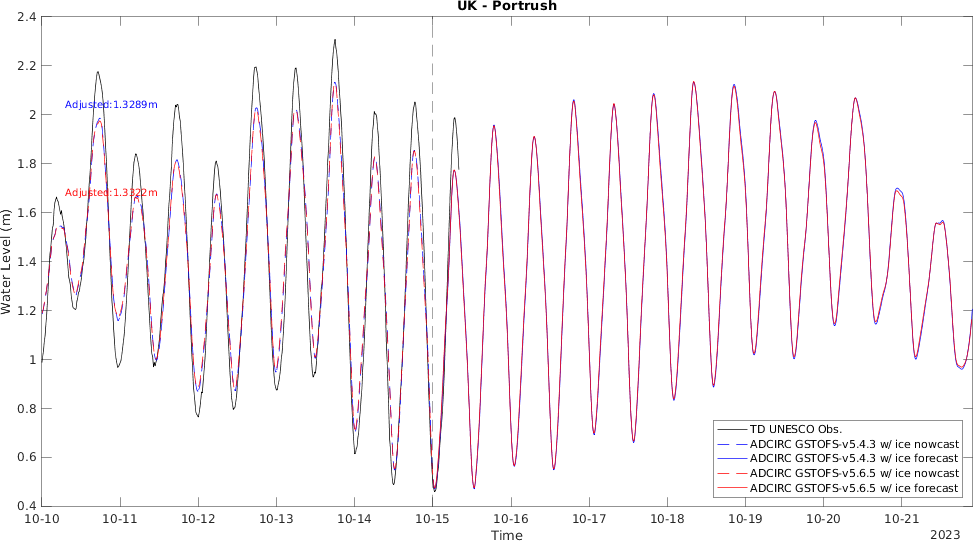 UK - Portrush
2.4
2.2
2
1.8
1.6
1.4
1.2
1
0.8
0.6
0.4
Water Level (m)
Adjusted:1.3289m
Adjusted:1.3322m
TD UNESCO Obs.
ADCIRC GSTOFS-v5.4.3 w/ ice nowcast
ADCIRC GSTOFS-v5.4.3 w/ ice forecast
ADCIRC GSTOFS-v5.6.5 w/ ice nowcast
ADCIRC GSTOFS-v5.6.5 w/ ice forecast
10-10 10-11 10-12 10-13 10-14 10-15 10-16 10-17 10-18 10-19 10-20 10-21
Time
2023